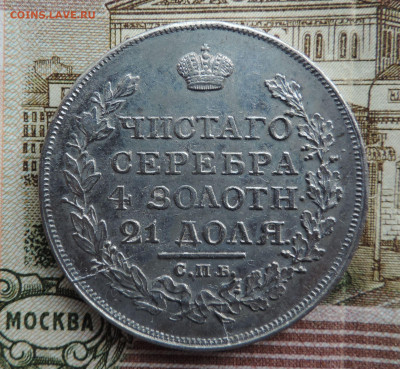 COINS.LAVE.RU
ЧИСТАГО
СЕРЕБРА
4 ЗОЛОТН.
21 ДОЛЯ.
С.П.Б.
МОСКВА